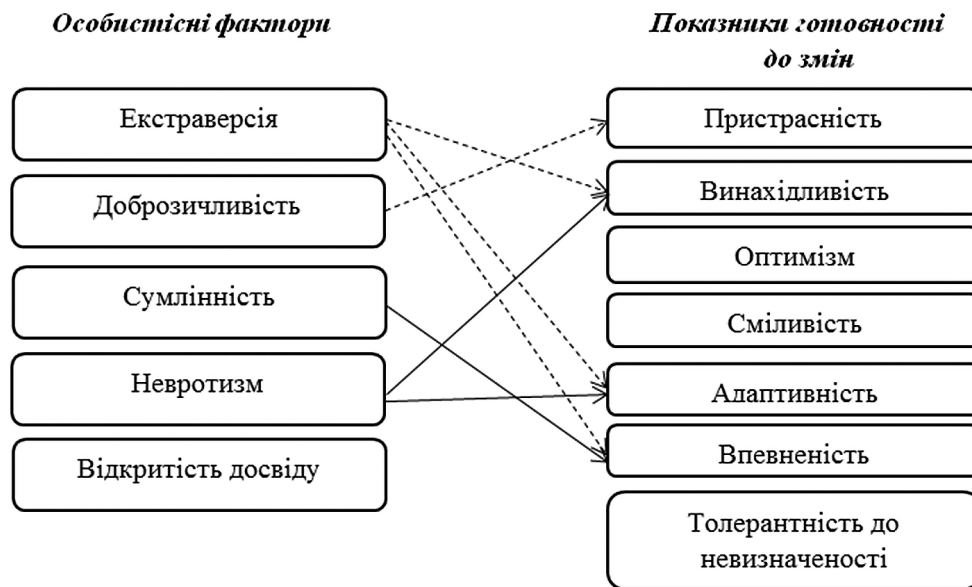 Особистісні фактори
Екстраверсія
Доброзичливість
Сумлінність
Невротизм
Відкритість досвіду
Показники готовності
до змін
Пристрасність
Винахідливість
Оптимізм
Сміливість
Адаптивність
Впевненість
Толерантність до
невизначеності